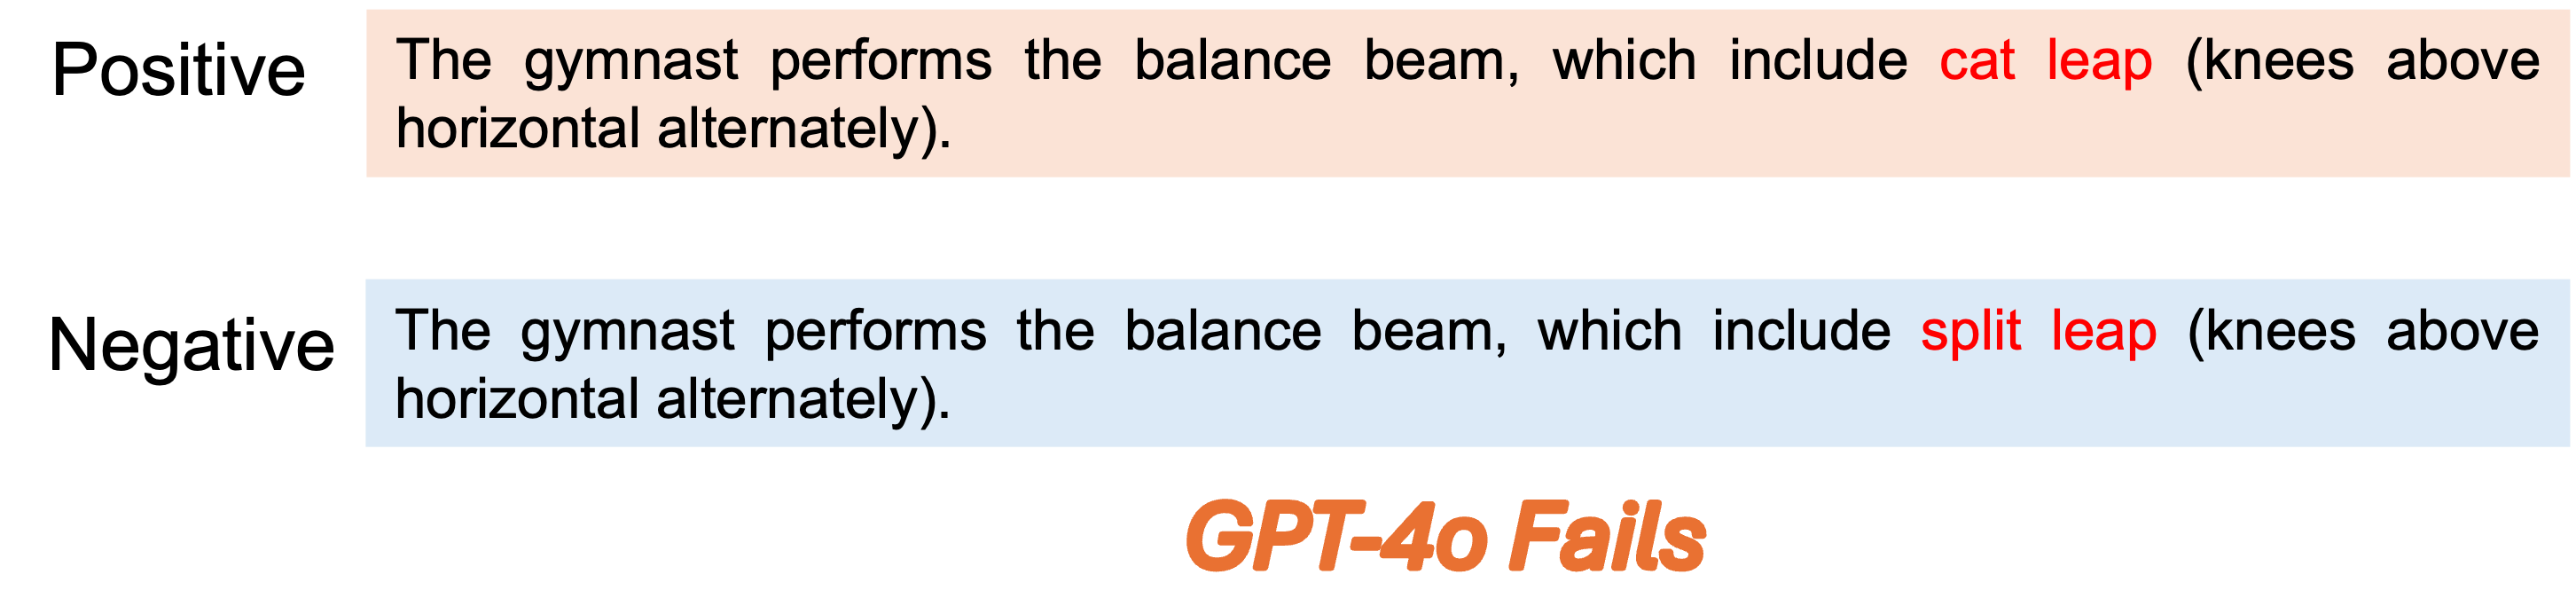 Positive
The gymnast performs the balance beam, which include cat leap (knees above
horizontal alternately).
Negative
The gymnast performs the balance beam, which include split leap (knees above
horizontal alternately).
GPT-4o Fails